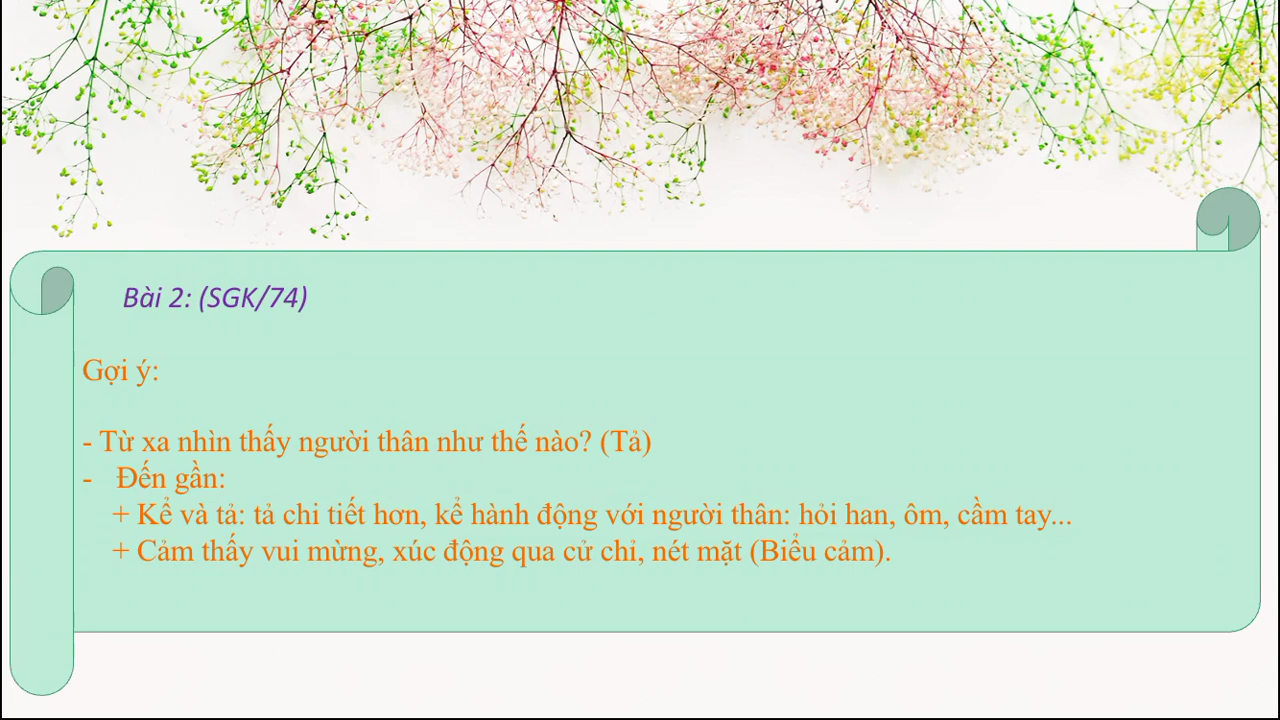 Bài 2: (SGK/74)
Gợi ý:
- Từ xa nhìn thấy người thân như thế nào? (Tả)
- Đến gần:
+ Kể và tả: tả chi tiết hơn, kể hành động với người thân: hỏi han, ôm, cầm tay...
+ Cảm thấy vui mừng, xúc động qua cử chỉ, nét mặt (Biểu cảm).